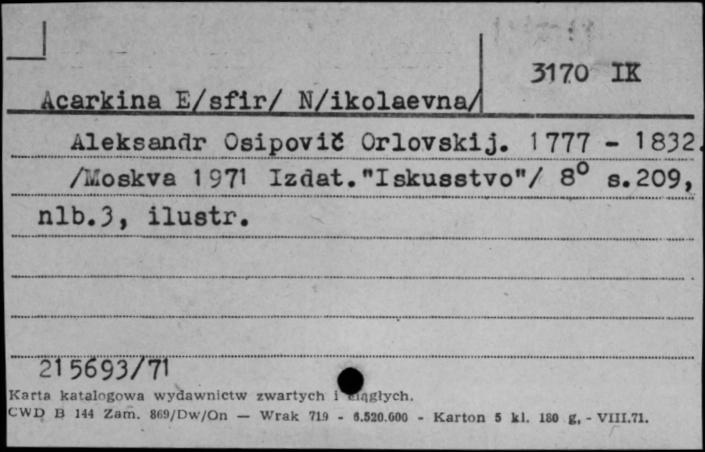 3170 IK
Acarkina E/sfir/ N/ikolaevna/
Aleksandr Osipovič Orlovskij. 1777 - 1832.
/Moskva 1971 Izdat."Iskusstvo"/ 8° s.209,
nlb.3, ilustr.
215693/71
Karta katalogowa wydawnictw zwartych i ciągłych.
CWD B 144 Zam. 869/Dw/On — Wrak 719 - 6.520.000 - Karton 5 kl. 180 g, - VIII.71.